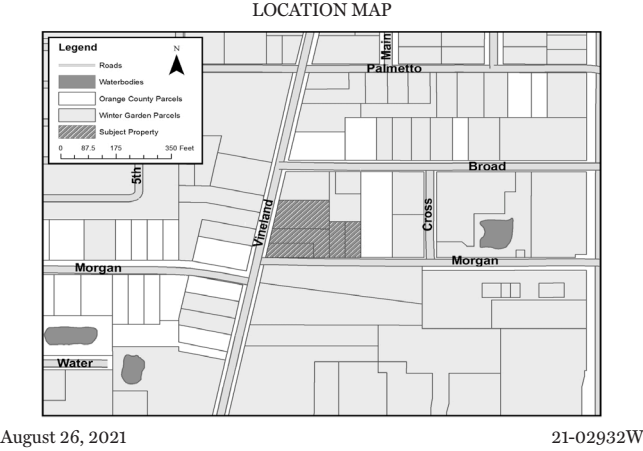 LOCATION MAP
Legend
Roads
Waterbodies
Orange County Parcels
Winter Garden Parcels
Subject Property
0 87.5 175 350 Feet
N
Main
Palmetto
5th
Broad
Vineland
Cross
Morgan
Morgan
Water
August 26, 2021 21-02932W